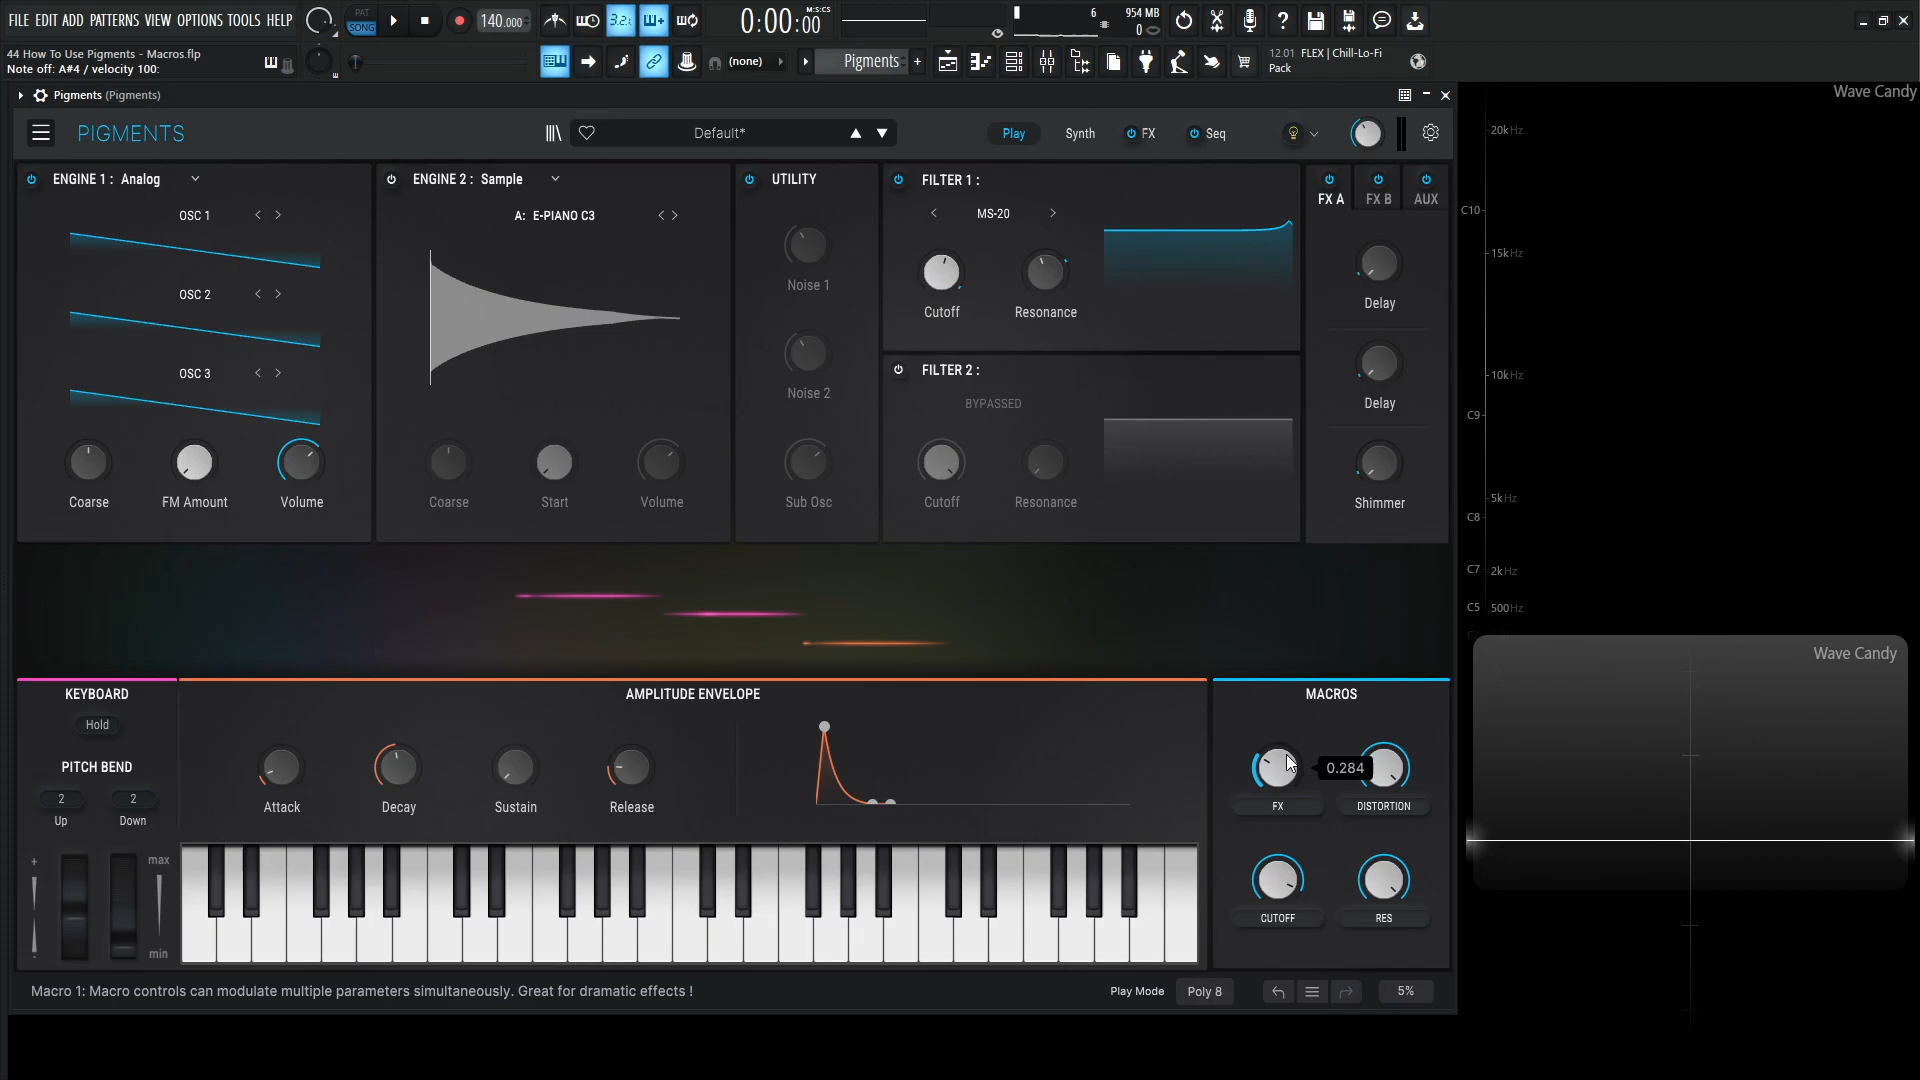 FILE EDIT ADD PATTERNS VIEW OPTIONS TOOLS HELP
PAT
SONG
140.000
3.2.
0:00:00
M:S:CS
6
954 MB
0
44 How To Use Pigments - Macros.flp
Note off: A#4 / velocity 100:
(none)
Pigments
+
12.01 FLEX | Chill-Lo-Fi
Pack
Pigments (Pigments)
Wave Candy
PIGMENTS
Default*
Play
Synth
FX
Seq
ENGINE 1 : Analog
OSC 1
OSC 2
OSC 3
Coarse
FM Amount
Volume
ENGINE 2 : Sample
A: E-PIANO C3
Coarse
Start
Volume
UTILITY
Noise 1
Noise 2
Sub Osc
FILTER 1 :
MS-20
Cutoff
Resonance
FILTER 2 :
BYPASSED
Cutoff
Resonance
FX A
FX B
AUX
Delay
Delay
Shimmer
20kHz
C10
15kHz
10kHz
C9
5kHz
C8
C7
2kHz
C5
500Hz
Wave Candy
KEYBOARD
Hold
PITCH BEND
2
2
Up
Down
+
-
max
min
AMPLITUDE ENVELOPE
Attack
Decay
Sustain
Release
MACROS
0.284
FX
DISTORTION
CUTOFF
RES
Macro 1: Macro controls can modulate multiple parameters simultaneously. Great for dramatic effects !
Play Mode
Poly 8
5%